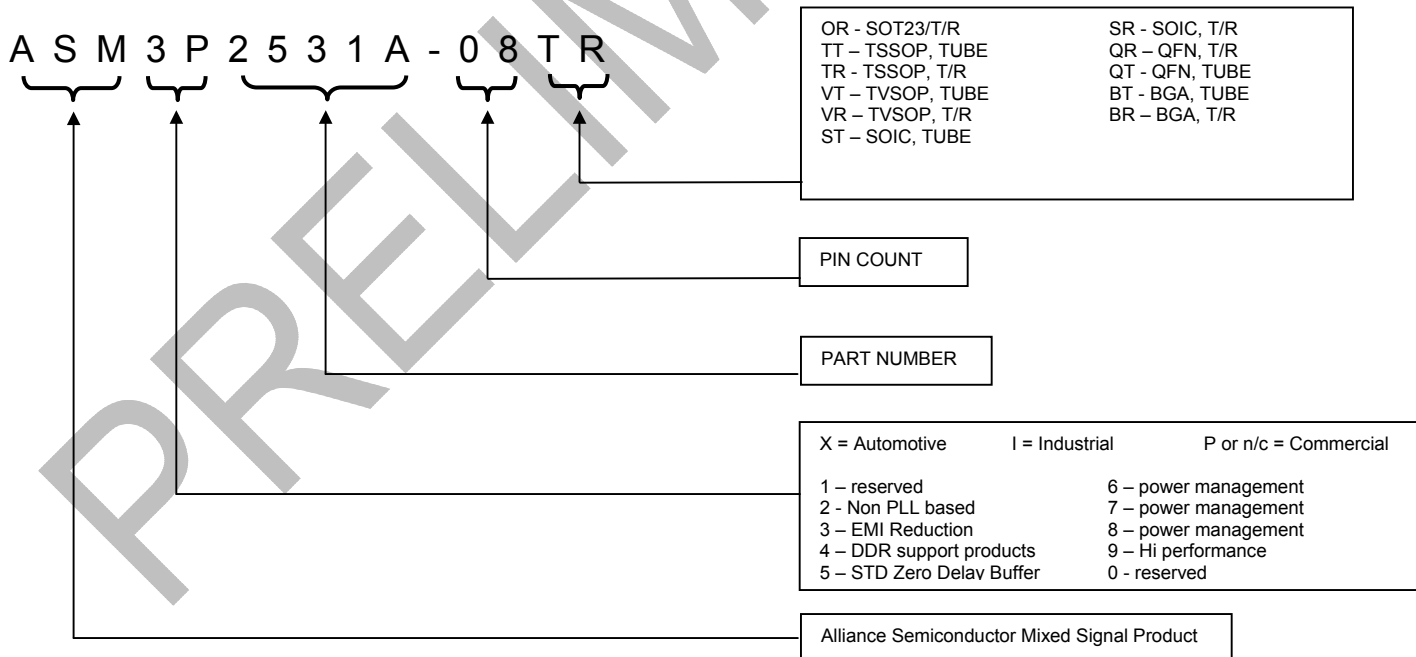 A S M 3 P 2 5 3 1 A - 0 8 T R
OR - SOT23/T/R
TT – TSSOP, TUBE
TR - TSSOP, T/R
VT – TVSOP, TUBE
VR – TVSOP, T/R
ST – SOIC, TUBE
SR - SOIC, T/R
QR – QFN, T/R
QT - QFN, TUBE
BT - BGA, TUBE
BR – BGA, T/R
PIN COUNT
PART NUMBER
X = Automotive I = Industrial P or n/c = Commercial
1 – reserved
2 - Non PLL based
3 – EMI Reduction
4 – DDR support products
5 – STD Zero Delay Buffer
6 – power management
7 – power management
8 – power management
9 – Hi performance
0 - reserved
Alliance Semiconductor Mixed Signal Product
PRELIM